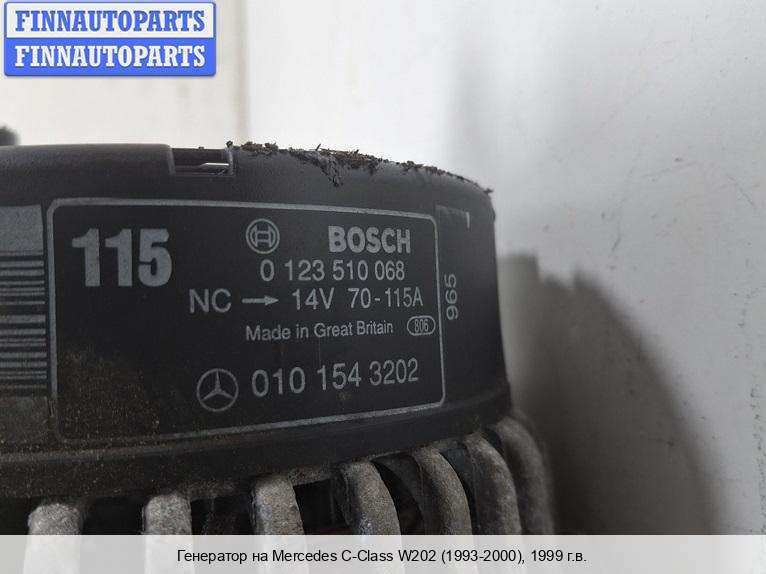 FINNAUTOPARTS
FINNAUTOPARTS
115
BOSCH
0 123 510 068
NC → 14V 70-115A
Made in Great Britain 806
010 154 3202
965
Генератор на Mercedes C-Class W202 (1993-2000), 1999 г.в.